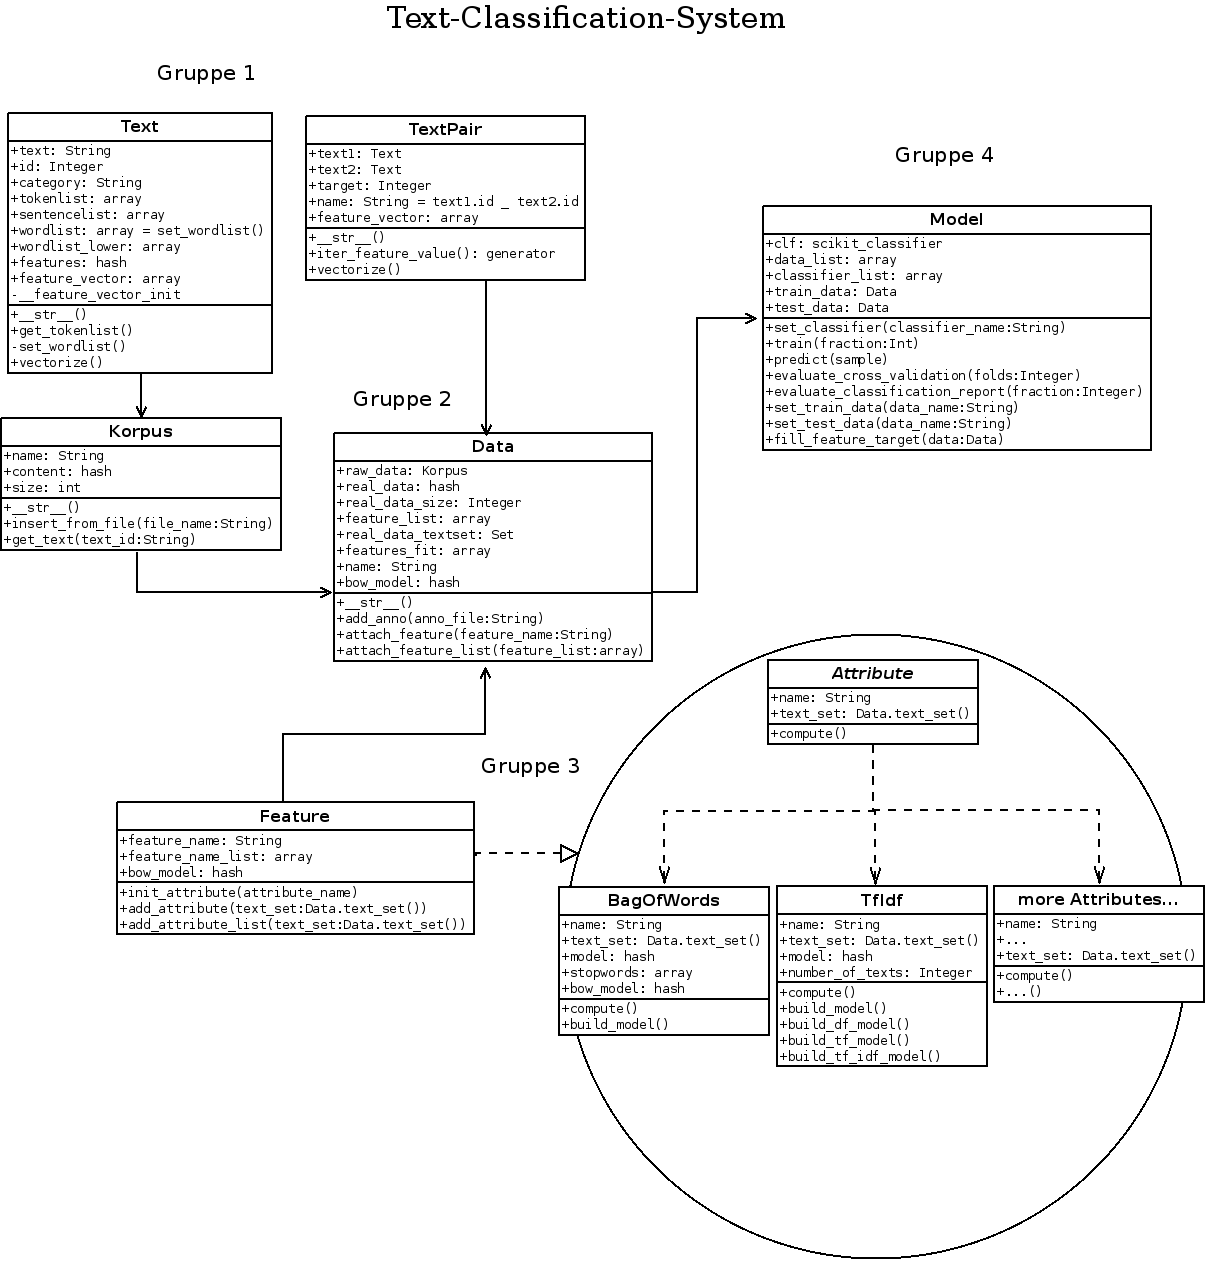 Text-Classification-System
Gruppe 1
Text
+text: String
+id: Integer
+category: String
+tokenlist: array
+sentencelist: array
+wordlist: array = set_wordlist()
+wordlist_lower: array
+features: hash
+feature_vector: array
-__feature_vector_init
+__str__()
+get_tokenlist()
-set_wordlist()
+vectorize()
TextPair
+text1: Text
+text2: Text
+target: Integer
+name: String = text1.id _ text2.id
+feature_vector: array
+__str__()
+iter_feature_value(): generator
+vectorize()
Gruppe 4
Model
+clf: scikit_classifier
+data_list: array
+classifier_list: array
+train_data: Data
+test_data: Data
+set_classifier(classifier_name:String)
+train(fraction:Int)
+predict(sample)
+evaluate_cross_validation(folds:Integer)
+evaluate_classification_report(fraction:Integer)
+set_train_data(data_name:String)
+set_test_data(data_name:String)
+fill_feature_target(data:Data)
Korpus
+name: String
+content: hash
+size: int
+__str__()
+insert_from_file(file_name:String)
+get_text(text_id:String)
Gruppe 2
Data
+raw_data: Korpus
+real_data: hash
+real_data_size: Integer
+feature_list: array
+real_data_textset: Set
+features_fit: array
+name: String
+bow_model: hash
+__str__()
+add_anno(anno_file:String)
+attach_feature(feature_name:String)
+attach_feature_list(feature_list:array)
Gruppe 3
Feature
+feature_name: String
+feature_name_list: array
+bow_model: hash
+init_attribute(attribute_name)
+add_attribute(text_set:Data.text_set())
+add_attribute_list(text_set:Data.text_set())
Attribute
+name: String
+text_set: Data.text_set()
+compute()
BagOfWords
+name: String
+text_set: Data.text_set()
+model: hash
+stopwords: array
+bow_model: hash
+compute()
+build_model()
TfIdf
+name: String
+text_set: Data.text_set()
+model: hash
+number_of_texts: Integer
+compute()
+build_model()
+build_df_model()
+build_tf_model()
+build_tf_idf_model()
more Attributes...
+name: String
+...
+text_set: Data.text_set()
+compute()
+...()